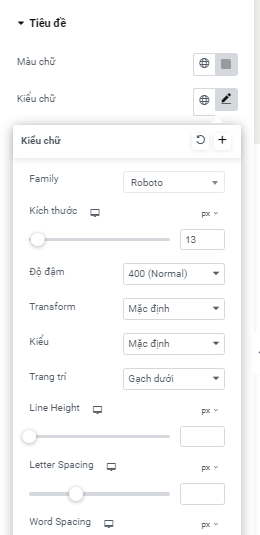 Tiêu đề
Màu chữ
Kiểu chữ
Kiểu chữ
Family Roboto
Kích thước px
13
Độ đậm 400 (Normal)
Transform Mặc định
Kiểu Mặc định
Trang trí Gạch dưới
Line Height px
Letter Spacing px
Word Spacing px